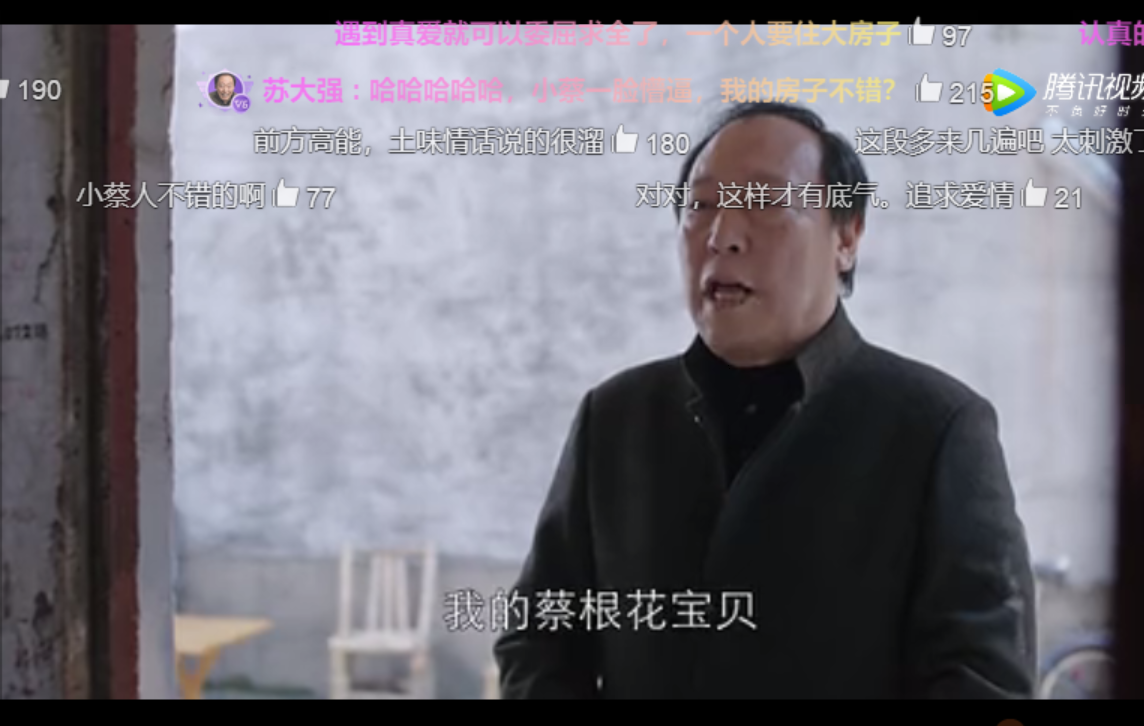 遇到真爱就可以委屈求全了，一个人要住大房子 97
认真的
190
苏大强：哈哈哈哈哈，小蔡一脸懵逼，我的房子不错？ 215
腾讯视频
不负好时光
前方高能，土味情话说的很溜 180
这段多来几遍吧 太刺激
小蔡人不错的啊 77
对对，这样才有底气。追求爱情 21
我的蔡根花宝贝